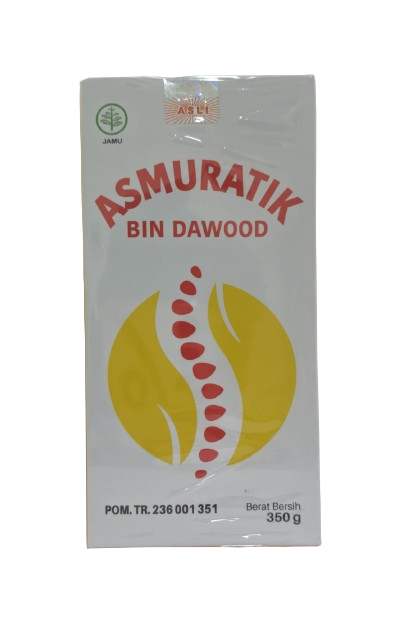 ASLI
JAMU
ASMURATIK
BIN DAWOOD
POM. TR. 236 001 351
Berat Bersih
350 g